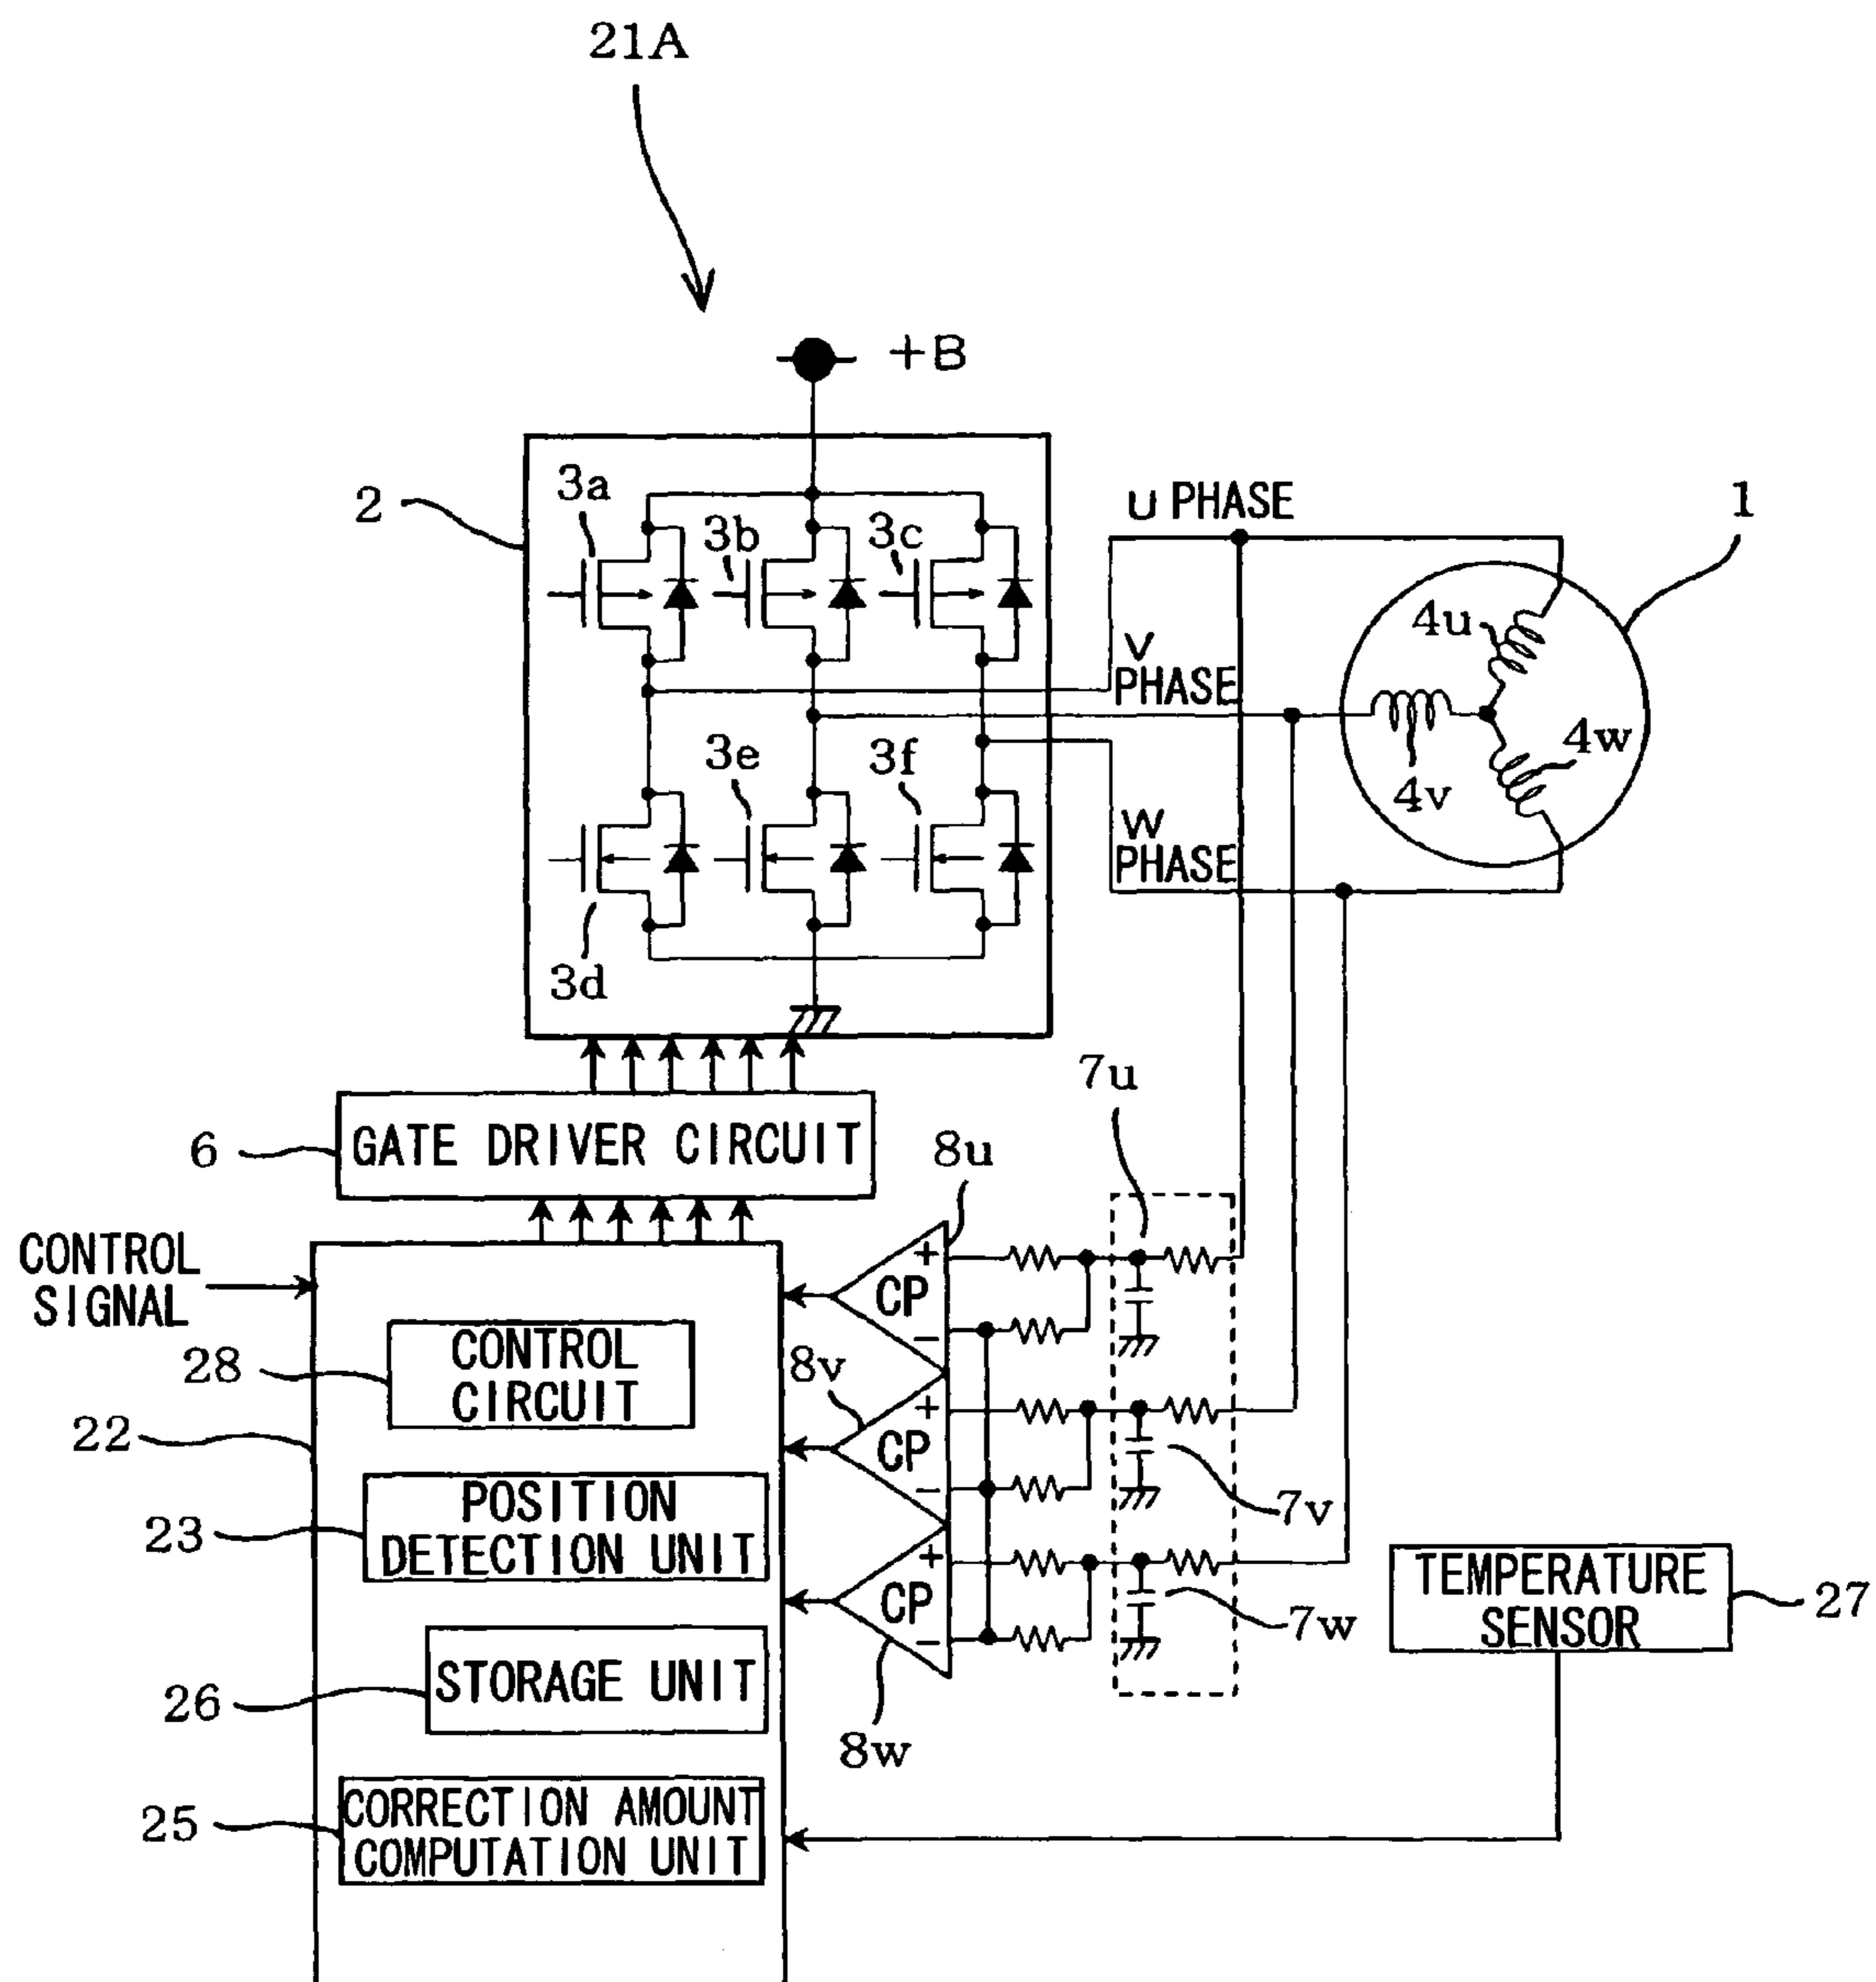 21A
+B
2
3a
3b
3c
U PHASE
1
V
PHASE
4u
4w
4v
3e
3f
W
PHASE
3d
7u
6
GATE DRIVER CIRCUIT
8u
CONTROL
SIGNAL
+
CP
−
28
CONTROL
CIRCUIT
8v
22
+
CP
−
23
POSITION
DETECTION UNIT
7v
+
CP
−
TEMPERATURE
SENSOR
27
7w
26
STORAGE UNIT
8w
25
CORRECTION AMOUNT
COMPUTATION UNIT